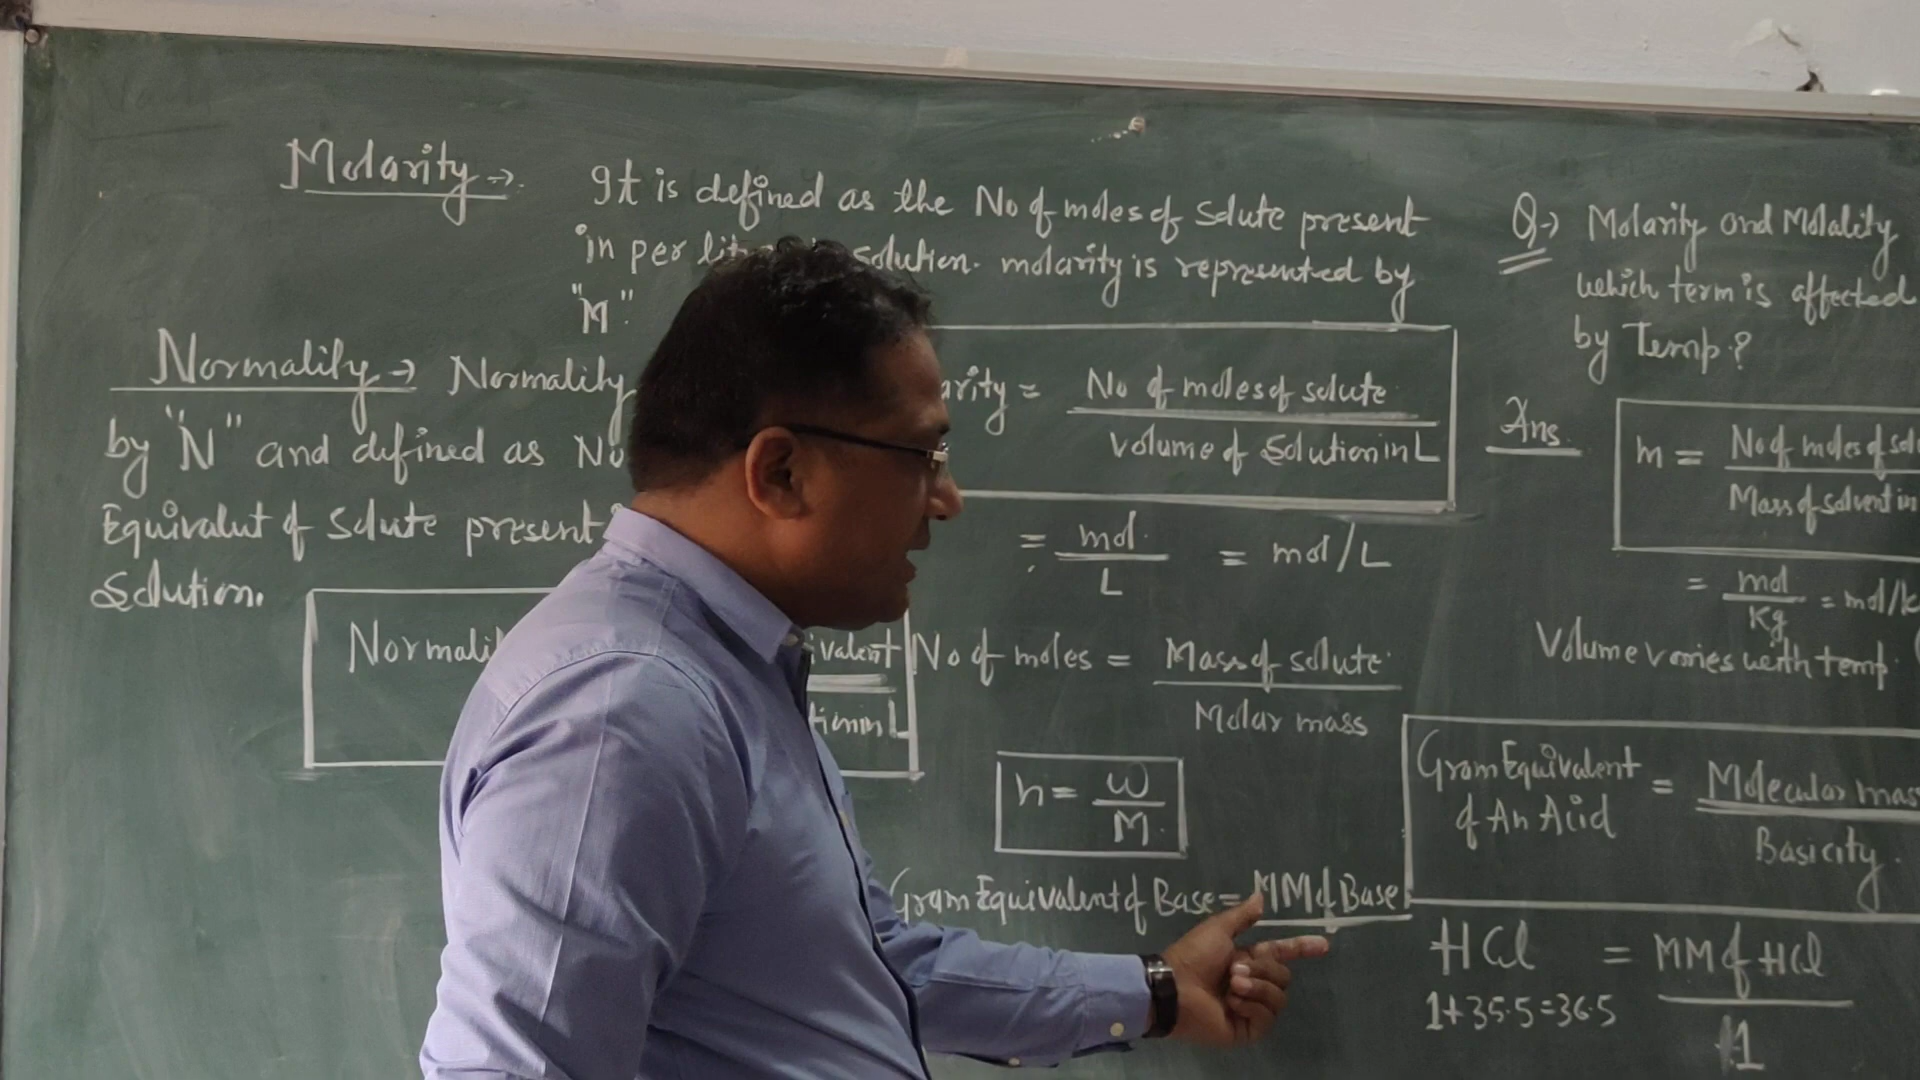 Molarity →
It is defined as the No of moles of Solute present
in per solution. molarity is represented by
"M"
Normality → Normality
by "N" and defined as No
Equivalut of Solute present
Solution.
Normali
ivalent
in L
arity = No of moles of solute
Volume of Solution in L
= mol / L = mol/L
No of moles = Mass of solute
Molar mass
n = w
M
Gram Equivalent of Base = MM of Base
Q → Molarity and Molality
which term is affected
by Temp.?
Ans.
m = No of moles of sol
Mass of solvent in
= mol = mol/k
Kg
Volume varies with temp.
Gram Equivalent = Molecular mas
of An Acid
Basicity.
HCl = MM of HCl
1+35.5=36.5
1